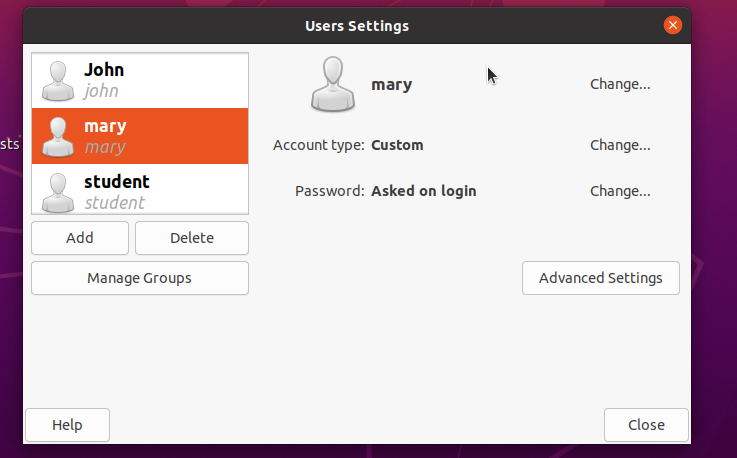 Users Settings
John
john
mary
mary
student
student
Add
Delete
Manage Groups
mary
Change...
Account type: Custom
Change...
Password: Asked on login
Change...
Advanced Settings
Help
Close
sts